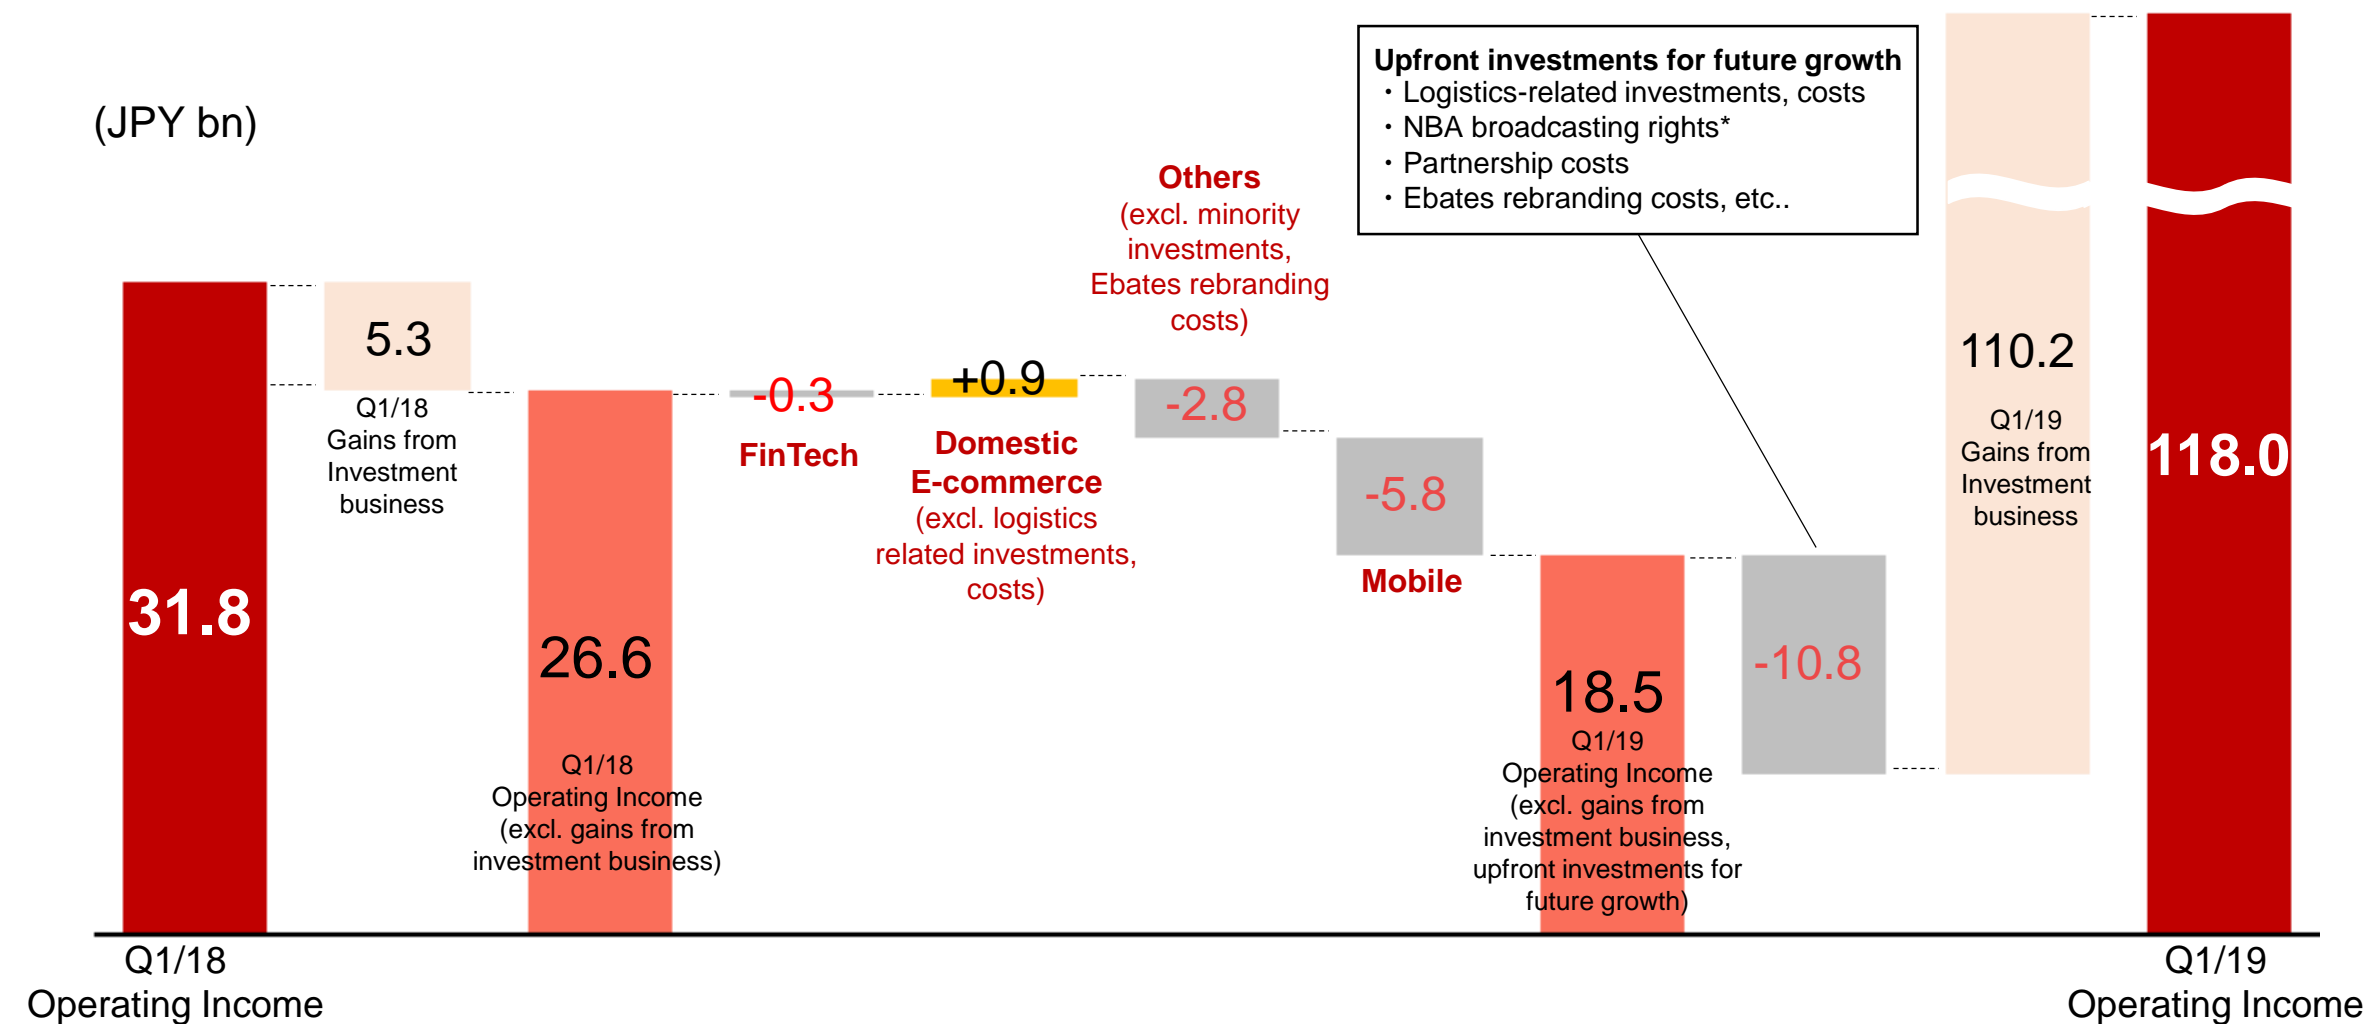 (JPY bn)
Upfront investments for future growth
・Logistics-related investments, costs
・NBA broadcasting rights*
・Partnership costs
・Ebates rebranding costs, etc..
31.8
Q1/18
Operating Income
5.3
Q1/18
Gains from
Investment
business
26.6
Q1/18
Operating Income
(excl. gains from
investment business)
-0.3
FinTech
+0.9
Domestic
E-commerce
(excl. logistics
related investments,
costs)
Others
(excl. minority
investments,
Ebates rebranding
costs)
-2.8
-5.8
Mobile
18.5
Q1/19
Operating Income
(excl. gains from
investment business,
upfront investments for
future growth)
-10.8
110.2
Q1/19
Gains from
Investment
business
118.0
Q1/19
Operating Income